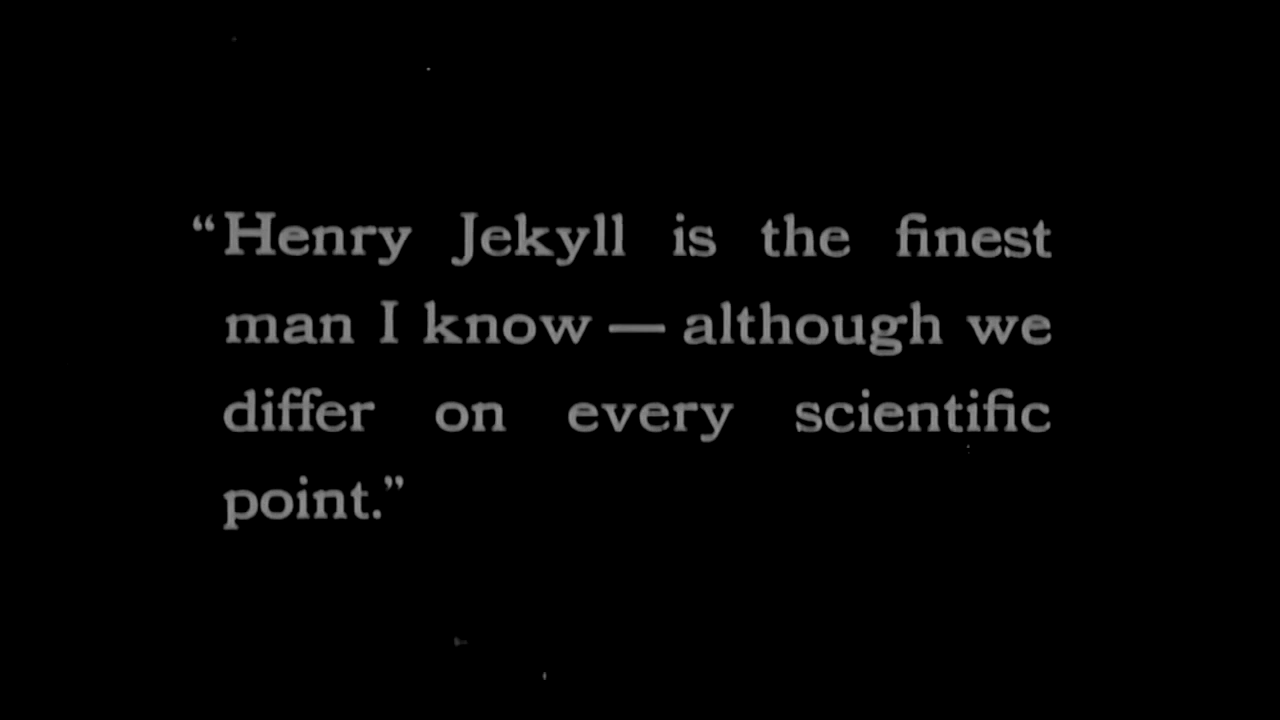 “Henry Jekyll is the finest
man I know — although we
differ on every scientific
point.”